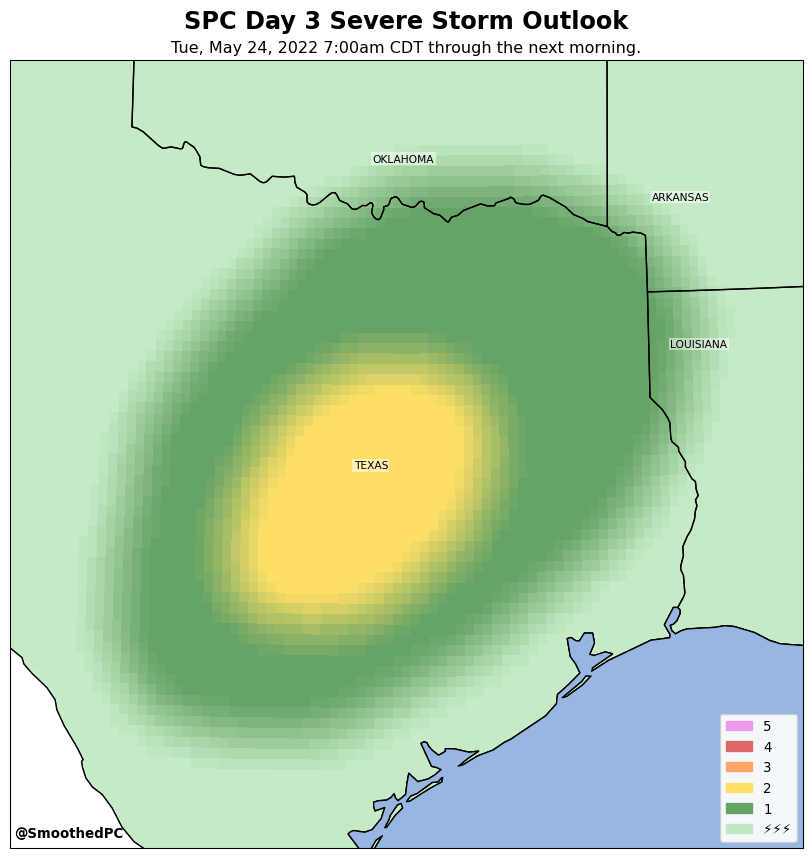 SPC Day 3 Severe Storm Outlook
Tue, May 24, 2022 7:00am CDT through the next morning.
OKLAHOMA
ARKANSAS
LOUISIANA
TEXAS
5
4
3
2
1
⚡⚡⚡
@SmoothedPC